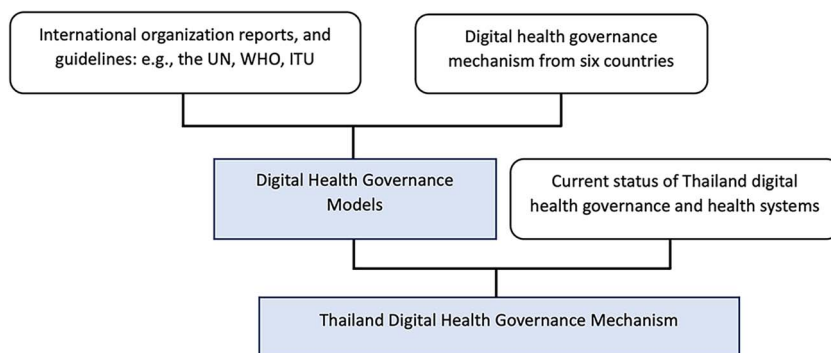 International organization reports, and
guidelines: e.g., the UN, WHO, ITU
Digital health governance
mechanism from six countries
Digital Health Governance
Models
Current status of Thailand digital
health governance and health systems
Thailand Digital Health Governance Mechanism